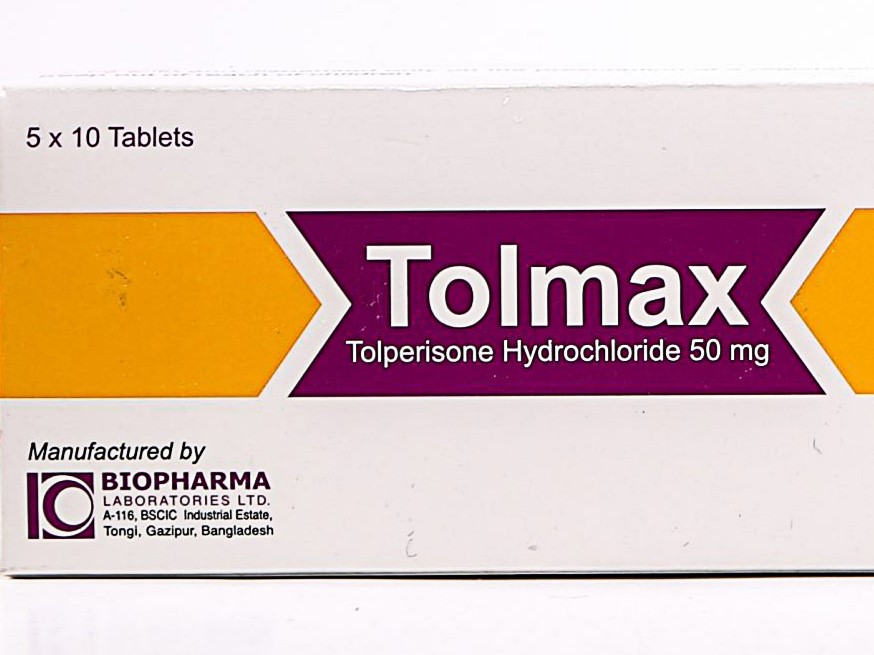 5 x 10 Tablets
Tolmax
Tolperisone Hydrochloride 50 mg
Manufactured by
BIOPHARMA
LABORATORIES LTD.
A-116, BSCIC Industrial Estate,
Tongi, Gazipur, Bangladesh